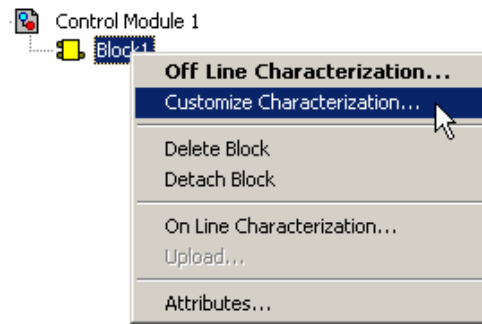 Control Module 1
Block1
Off Line Characterization...
Customize Characterization...
Delete Block
Detach Block
On Line Characterization...
Upload...
Attributes...